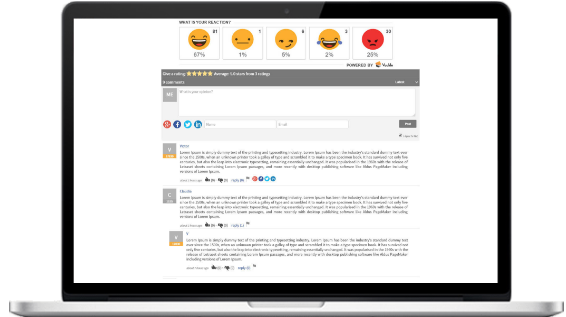 WHAT IS YOUR REACTION?
81 1 6 3 30
67% 1% 5% 2% 25%
POWERED BY
Average: 5.0 stars from 3 ratings
comments
Latest
NE
Email
Post
V
Lorem Ipsum is simply dummy text of the printing and typesetting industry. Lorem Ipsum has been the industry's standard dummy text
ever since the 1500s, when an unknown printer took a galley of type and scrambled it to make a type specimen book. It has survived not only five
centuries, but also the leap into electronic typesetting, remaining essentially unchanged. It was popularised in the 1960s with the release of
Letraset sheets containing Lorem Ipsum passages, and more recently with desktop publishing software like Aldus PageMaker including
versions of Lorem Ipsum.
C
Lorem Ipsum is simply dummy text of the printing and typesetting industry. Lorem Ipsum has been the industry's standard dummy text
ever since the 1500s, when an unknown printer took a galley of type and scrambled it to make a type specimen book. It has survived not only five
centuries, but also the leap into electronic typesetting, remaining essentially unchanged. It was popularised in the 1960s with the release of
Letraset sheets containing Lorem Ipsum passages, and more recently with desktop publishing software like Aldus PageMaker including
versions of Lorem Ipsum.
V
Lorem Ipsum is simply dummy text of the printing and typesetting industry. Lorem Ipsum has been the industry's standard dummy text
ever since the 1500s, when an unknown printer took a galley of type and scrambled it to make a type specimen book. It has survived not only five
centuries, but also the leap into electronic typesetting, remaining essentially unchanged. It was popularised in the 1960s with the
release of Letraset sheets containing Lorem Ipsum passages, and more recently with desktop publishing software like Aldus PageMaker
including versions of Lorem Ipsum.